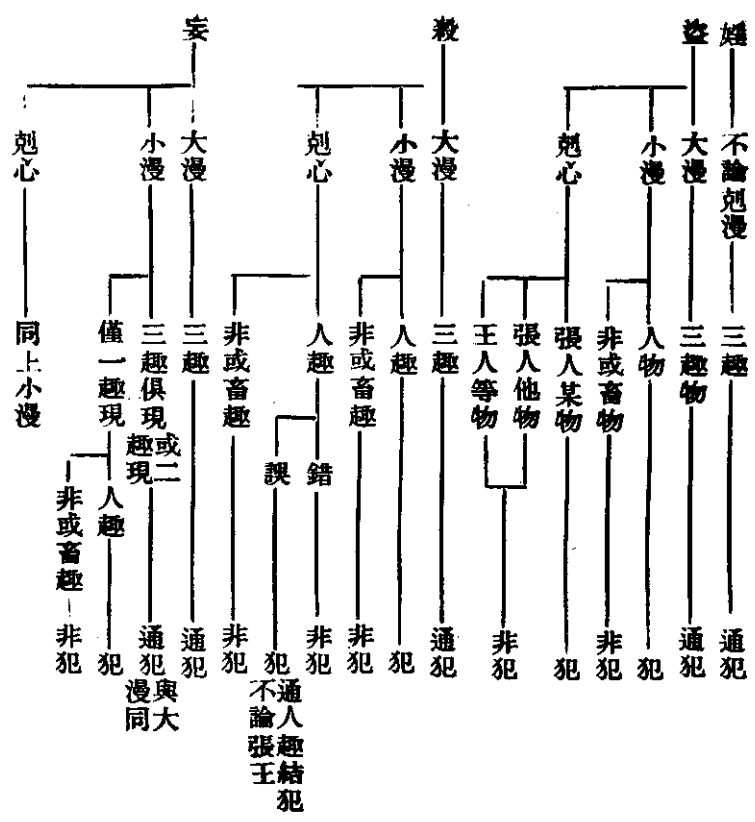 婬
不論剋漫
三趣
通犯
盜
大漫
三趣物
通犯
小漫
人物
犯
非或畜物
非犯
剋心
張人某物
犯
張人他物
王人等物
非犯
殺
大漫
三趣
通犯
小漫
人趣
犯
非或畜趣
非犯
剋心
人趣
錯
非犯
誤
犯
通人趣結犯
不論張王
非或畜趣
非犯
妄
大漫
三趣
通犯
小漫
三趣俱現或二
趣現
通犯與大
漫同
僅一趣現
人趣
犯
非或畜趣
非犯
剋心
同上小漫